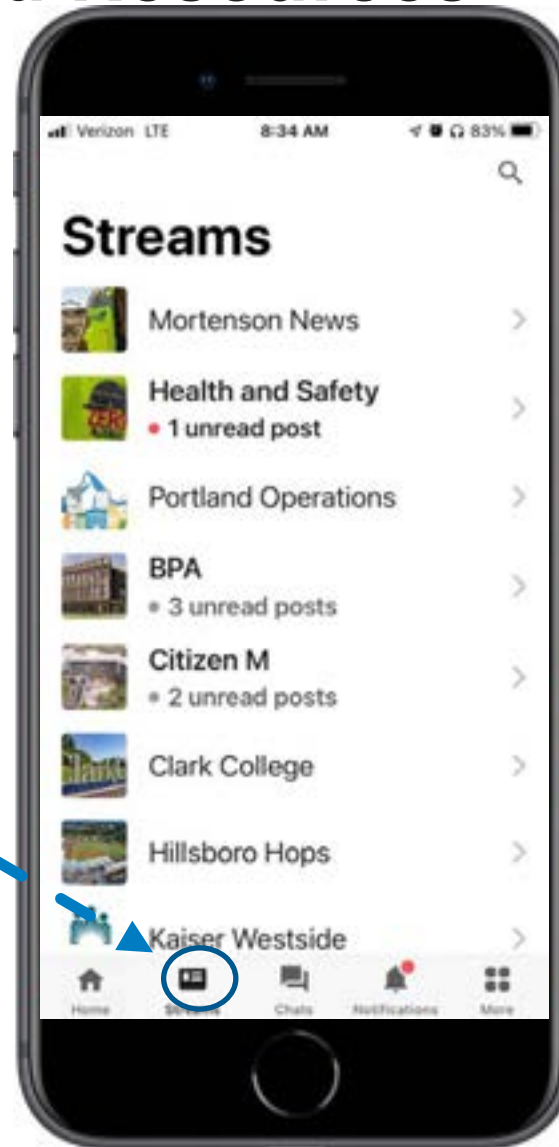 Verizon LTE 8:34 AM 83%
Streams
Mortenson News
Health and Safety
• 1 unread post
Portland Operations
BPA
• 3 unread posts
Citizen M
• 2 unread posts
Clark College
Hillsboro Hops
Kaiser Westside
Home Streams Chats Notifications More